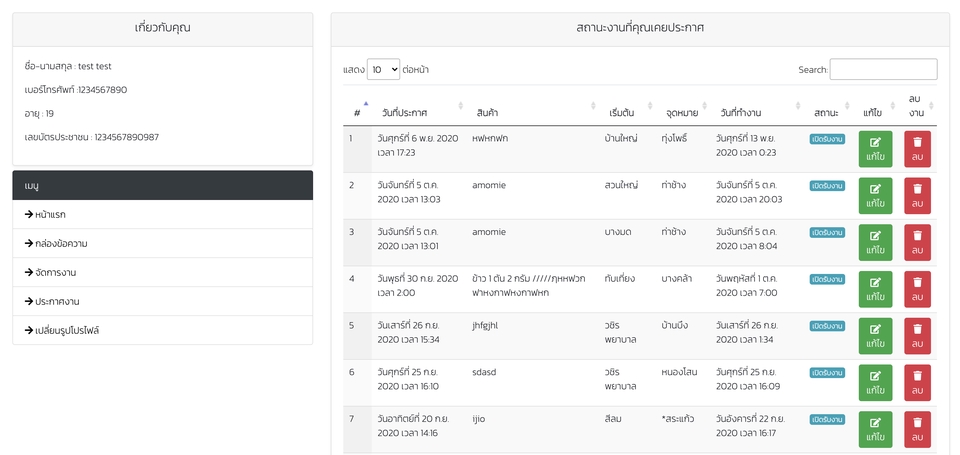 เกี่ยวกับคุณ
ชื่อ-นามสกุล : test test
เบอร์โทรศัพท์ :1234567890
อายุ : 19
เลขบัตรประชาชน : 1234567890987
เมนู
หน้าแรก
กล่องข้อความ
จัดการงาน
ประกาศงาน
เปลี่ยนรูปโปรไฟล์
สถานะงานที่คุณเคยประกาศ
แสดง 10 ต่อหน้า Search:
# วันที่ประกาศ สินค้า เริ่มต้น จุดหมาย วันที่ทำงาน สถานะ แก้ไข ลบ
งาน
1 วันศุกร์ที่ 6 พ.ย. 2020 หฟหกฟก บ้านใหญ่ ทุ่งโพธิ์ วันศุกร์ที่ 13 พ.ย. เปิดรับงาน
เวลา 17:23 2020 เวลา 0:23 แก้ไข ลบ
2 วันจันทร์ที่ 5 ต.ค. amomie สวนใหญ่ ท่าช้าง วันจันทร์ที่ 5 ต.ค. เปิดรับงาน
2020 เวลา 13:03 2020 เวลา 20:03 แก้ไข ลบ
3 วันจันทร์ที่ 5 ต.ค. amomie บางมด ท่าช้าง วันจันทร์ที่ 5 ต.ค. เปิดรับงาน
2020 เวลา 13:01 2020 เวลา 8:04 แก้ไข ลบ
4 วันพุธที่ 30 ก.ย. 2020 ข้าว 1 ตัน 2 กรัม ทับเที่ยง บางคล้า วันพฤหัสที่ 1 ต.ค. เปิดรับงาน
เวลา 2:00 2020 เวลา 7:00 แก้ไข ลบ
5 วันเสาร์ที่ 26 ก.ย. jhfgjhl วชิร บ้านบึง วันเสาร์ที่ 26 ก.ย. เปิดรับงาน
2020 เวลา 15:34 พยาบาล 2020 เวลา 1:34 แก้ไข ลบ
6 วันศุกร์ที่ 25 ก.ย. sdasd วชิร หนองโสน วันศุกร์ที่ 25 ก.ย. เปิดรับงาน
2020 เวลา 16:10 พยาบาล 2020 เวลา 16:09 แก้ไข ลบ
7 วันอาทิตย์ที่ 20 ก.ย. ijio สีลม *สระแก้ว วันอังคารที่ 22 ก.ย. เปิดรับงาน
2020 เวลา 14:16 2020 เวลา 16:17 แก้ไข ลบ